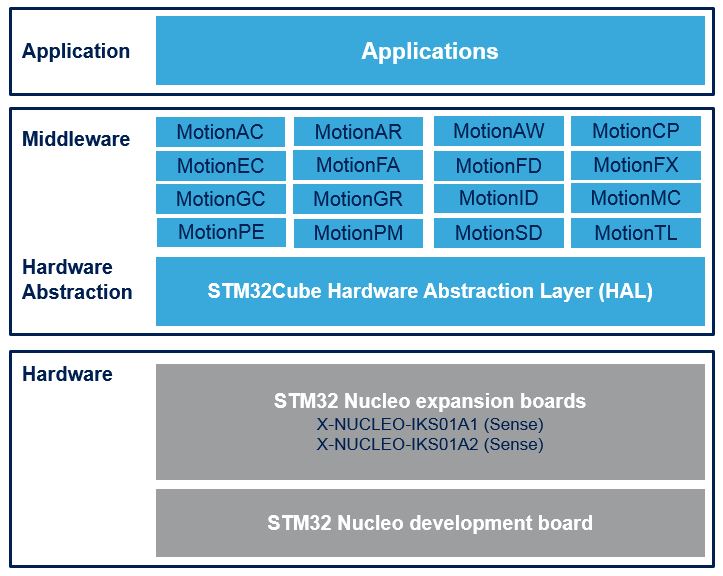 Application
Applications
Middleware
MotionAC MotionAR MotionAW MotionCP
MotionEC MotionFA MotionFD MotionFX
MotionGC MotionGR MotionID MotionMC
MotionPE MotionPM MotionSD MotionTL
Hardware
Abstraction
STM32Cube Hardware Abstraction Layer (HAL)
Hardware
STM32 Nucleo expansion boards
X-NUCLEO-IKS01A1 (Sense)
X-NUCLEO-IKS01A2 (Sense)
STM32 Nucleo development board